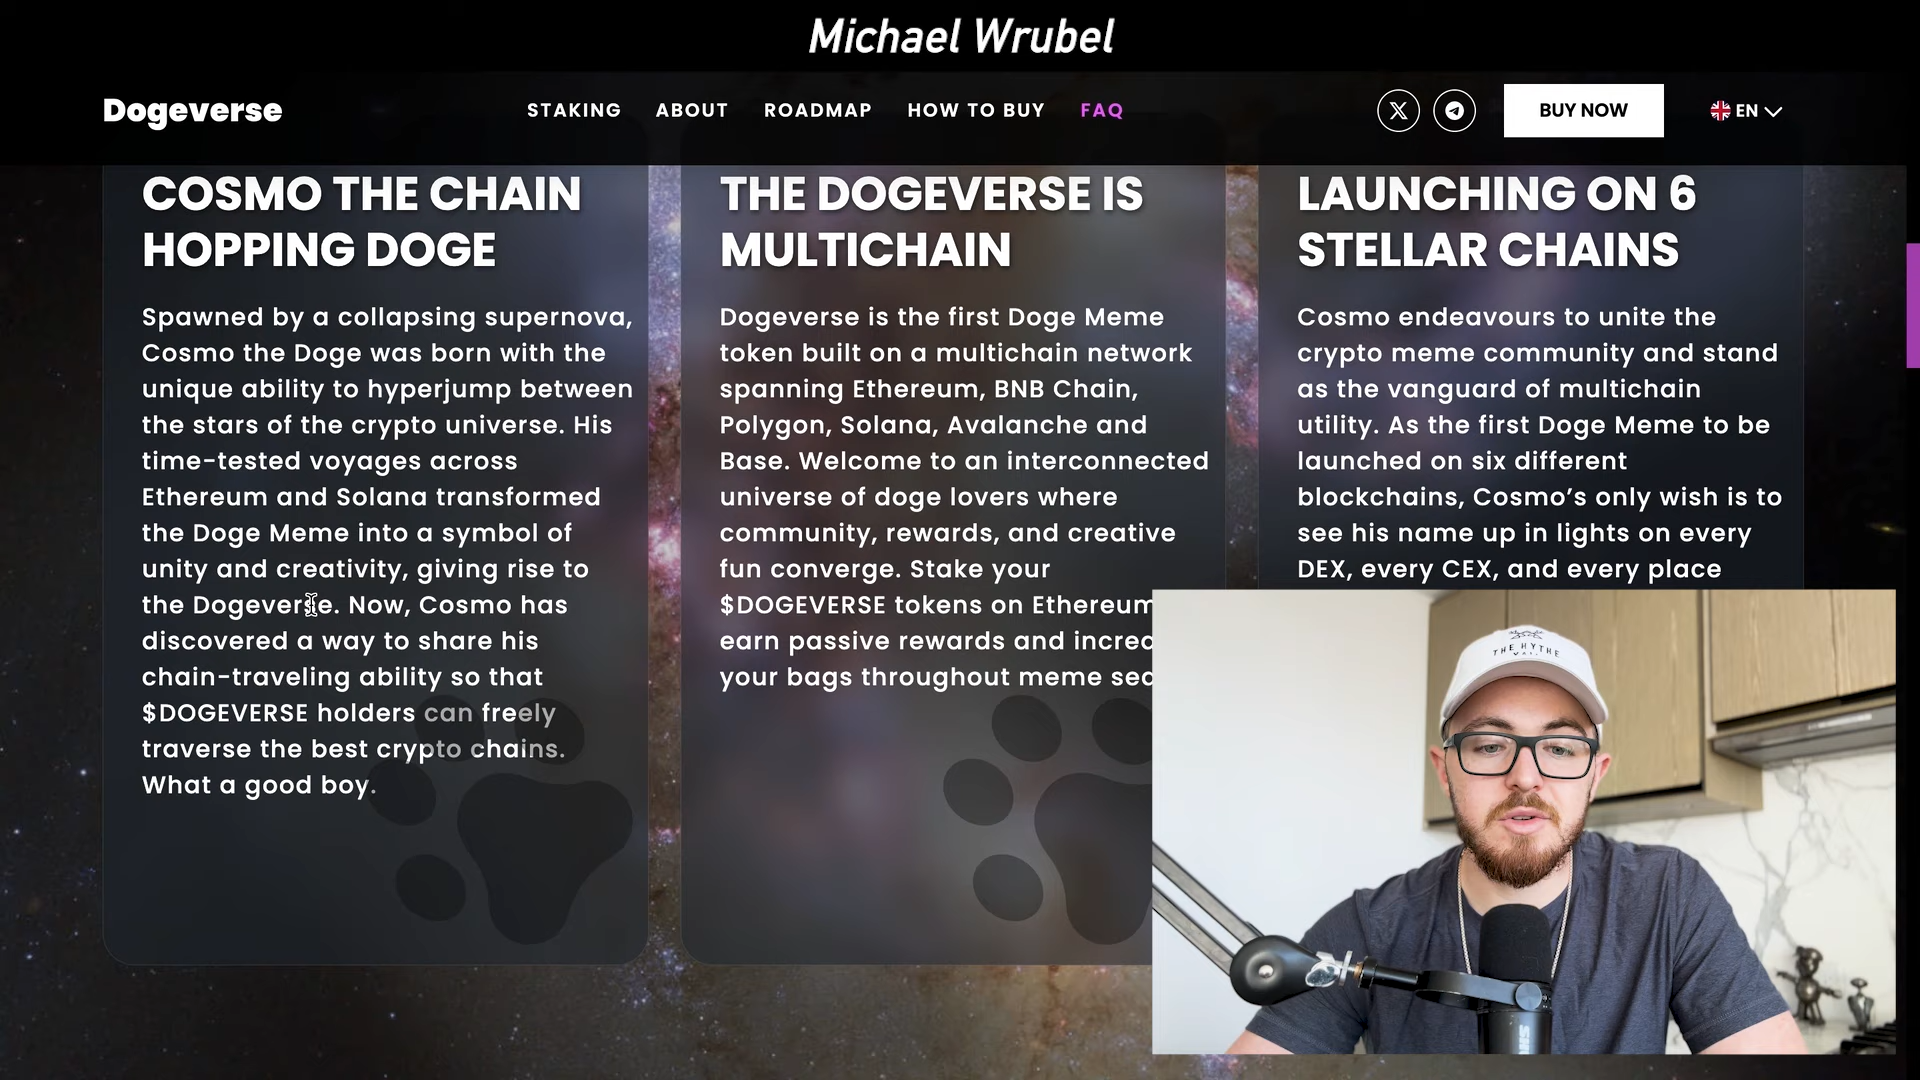 Michael Wrubel
Dogeverse
STAKING
ABOUT
ROADMAP
HOW TO BUY
FAQ
BUY NOW
EN
COSMO THE CHAIN
HOPPING DOGE
Spawned by a collapsing supernova,
Cosmo the Doge was born with the
unique ability to hyperjump between
the stars of the crypto universe. His
time-tested voyages across
Ethereum and Solana transformed
the Doge Meme into a symbol of
unity and creativity, giving rise to
the Dogeverse. Now, Cosmo has
discovered a way to share his
chain-traveling ability so that
$DOGEVERSE holders can freely
traverse the best crypto chains.
What a good boy.
THE DOGEVERSE IS
MULTICHAIN
Dogeverse is the first Doge Meme
token built on a multichain network
spanning Ethereum, BNB Chain,
Polygon, Solana, Avalanche and
Base. Welcome to an interconnected
universe of doge lovers where
community, rewards, and creative
fun converge. Stake your
$DOGEVERSE tokens on Ethereum
earn passive rewards and increa
your bags throughout meme sea
LAUNCHING ON 6
STELLAR CHAINS
Cosmo endeavours to unite the
crypto meme community and stand
as the vanguard of multichain
utility. As the first Doge Meme to be
launched on six different
blockchains, Cosmo's only wish is to
see his name up in lights on every
DEX, every CEX, and every place
THE HYTHE